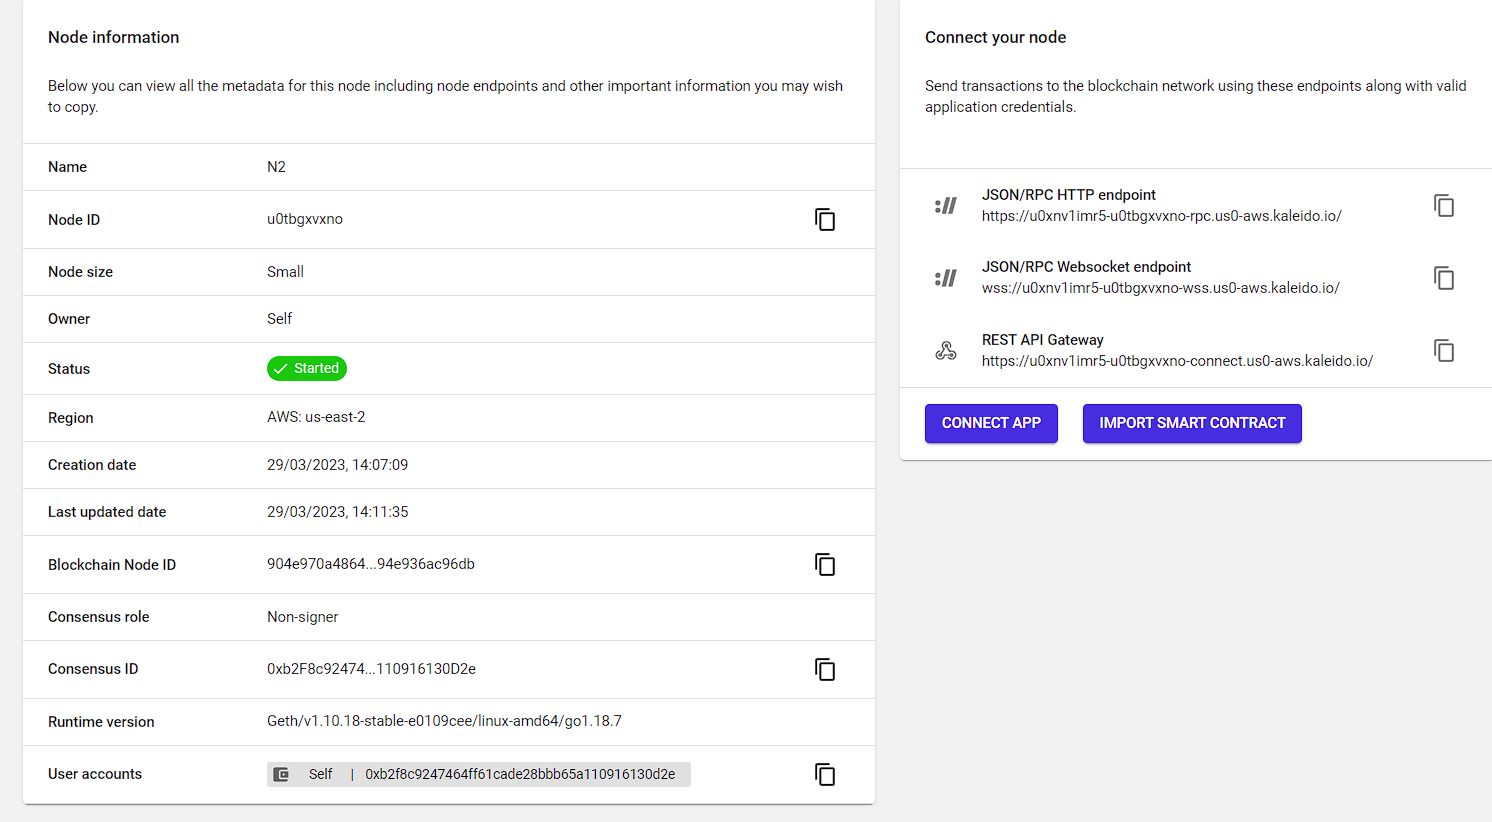 Node information
Below you can view all the metadata for this node including node endpoints and other important information you may wish
to copy.
Name N2
Node ID u0tbgxvxno
Node size Small
Owner Self
Status Started
Region AWS: us-east-2
Creation date 29/03/2023, 14:07:09
Last updated date 29/03/2023, 14:11:35
Blockchain Node ID 904e970a4864...94e936ac96db
Consensus role Non-signer
Consensus ID 0xb2F8c92474...110916130D2e
Runtime version Geth/v1.10.18-stable-e0109cee/linux-amd64/go1.18.7
User accounts Self | 0xb2f8c9247464ff61cade28bbb65a110916130d2e
Connect your node
Send transactions to the blockchain network using these endpoints along with valid
application credentials.
JSON/RPC HTTP endpoint
https://u0xnv1imr5-u0tbgxvxno-rpc.us0-aws.kaleido.io/
JSON/RPC Websocket endpoint
wss://u0xnv1imr5-u0tbgxvxno-wss.us0-aws.kaleido.io/
REST API Gateway
https://u0xnv1imr5-u0tbgxvxno-connect.us0-aws.kaleido.io/
CONNECT APP IMPORT SMART CONTRACT